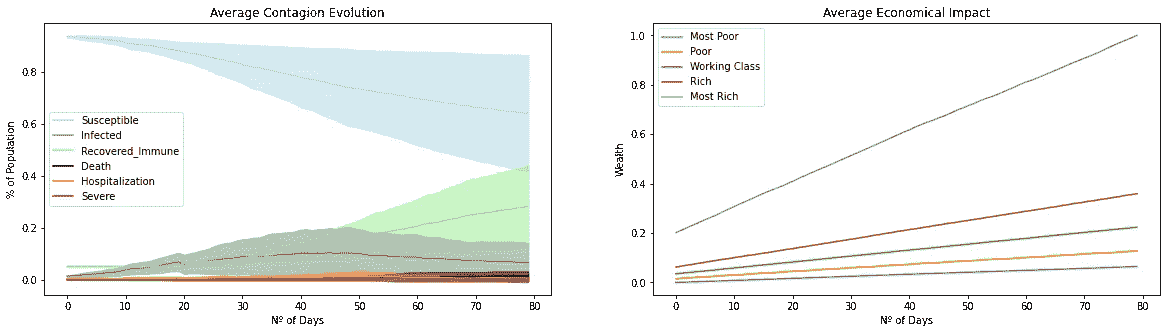 Average Contagion Evolution
% of Population
0.8
0.6
0.4
0.2
0.0
Susceptible
Infected
Recovered_Immune
Death
Hospitalization
Severe
0 10 20 30 40 50 60 70 80
Nº of Days
Average Economical Impact
Wealth
1.0
0.8
0.6
0.4
0.2
0.0
Most Poor
Poor
Working Class
Rich
Most Rich
0 10 20 30 40 50 60 70 80
Nº of Days